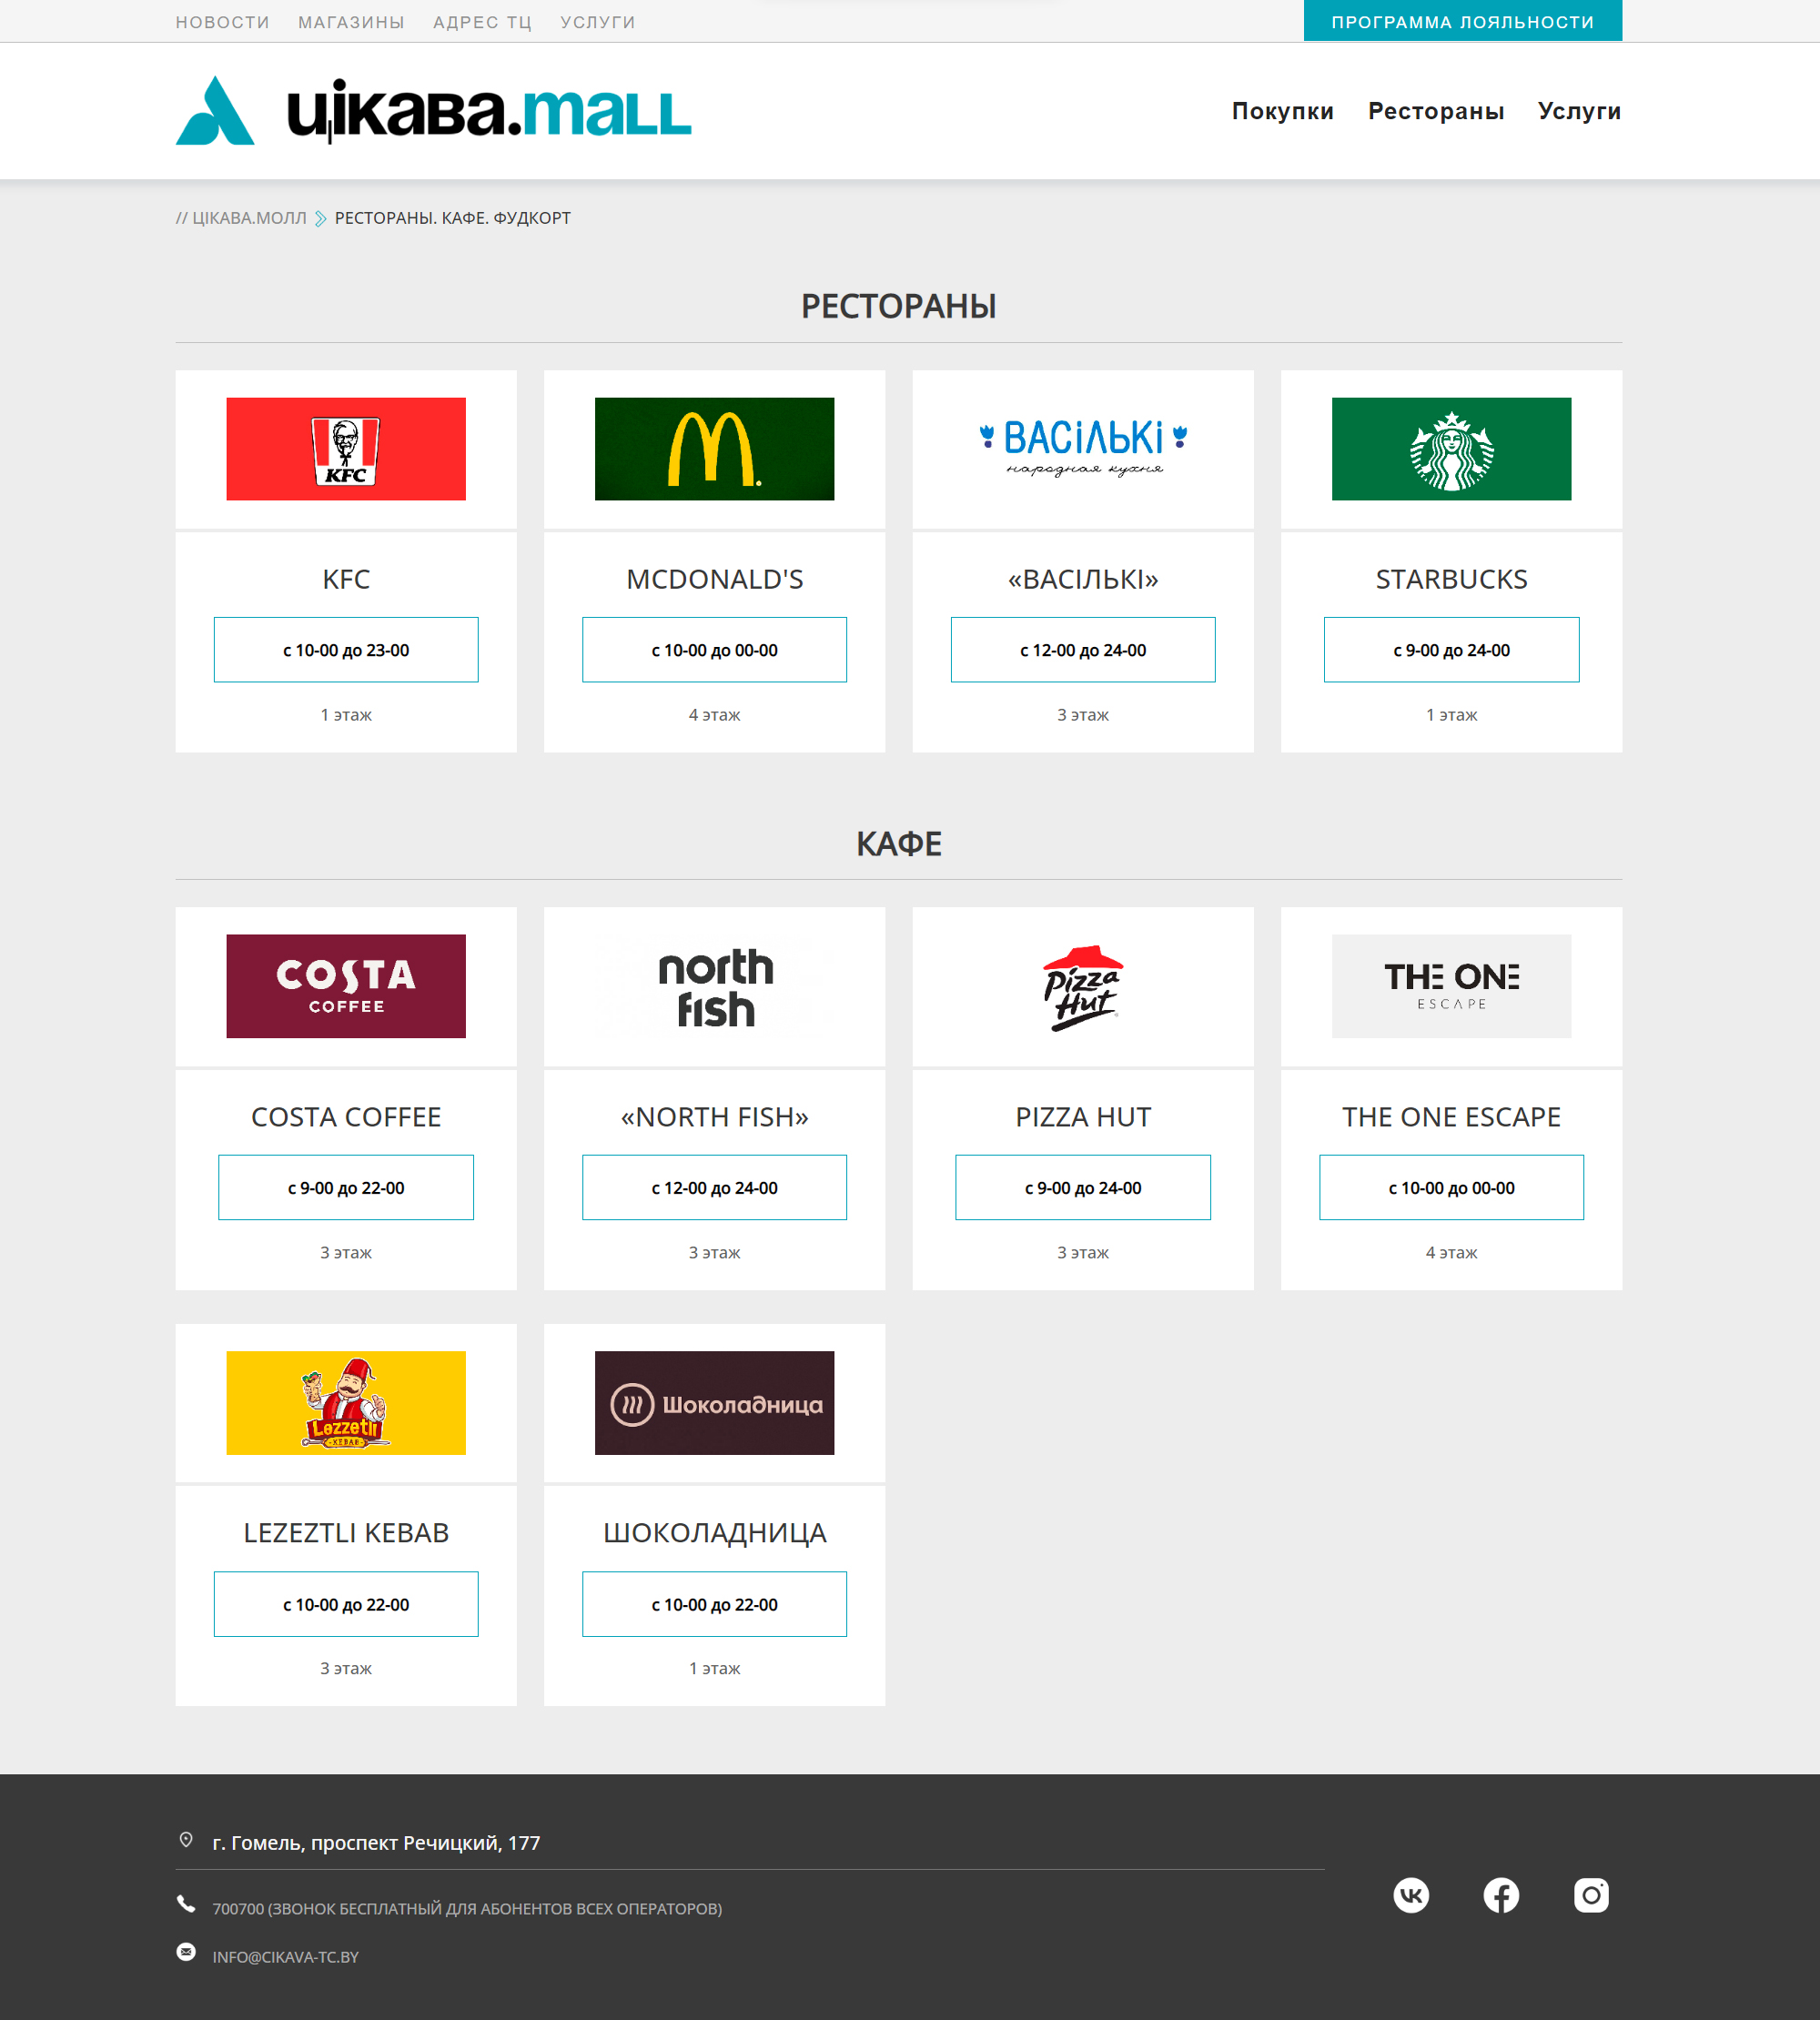 НОВОСТИ МАГАЗИНЫ АДРЕС ТЦ УСЛУГИ ПРОГРАММА ЛОЯЛЬНОСТИ
цікава.mall Покупки Рестораны Услуги
// ЦІКАВА.МОЛЛ РЕСТОРАНЫ. КАФЕ. ФУДКОРТ
РЕСТОРАНЫ
KFC
ВАСІЛЬКІ
народная кухня
KFC MCDONALD'S «ВАСІЛЬКІ» STARBUCKS
с 10-00 до 23-00 с 10-00 до 00-00 с 12-00 до 24-00 с 9-00 до 24-00
1 этаж 4 этаж 3 этаж 1 этаж
КАФЕ
COSTA
COFFEE
north
fish
Pizza
Hut
THE ONE
ESCAPE
COSTA COFFEE «NORTH FISH» PIZZA HUT THE ONE ESCAPE
с 9-00 до 22-00 с 12-00 до 24-00 с 9-00 до 24-00 с 10-00 до 00-00
3 этаж 3 этаж 3 этаж 4 этаж
Lezzetli
KEBAB
Шоколадница
LEZEZTLI KEBAB ШОКОЛАДНИЦА
с 10-00 до 22-00 с 10-00 до 22-00
3 этаж 1 этаж
г. Гомель, проспект Речицкий, 177
700700 (ЗВОНОК БЕСПЛАТНЫЙ ДЛЯ АБОНЕНТОВ ВСЕХ ОПЕРАТОРОВ)
INFO@CIKAVA-TC.BY